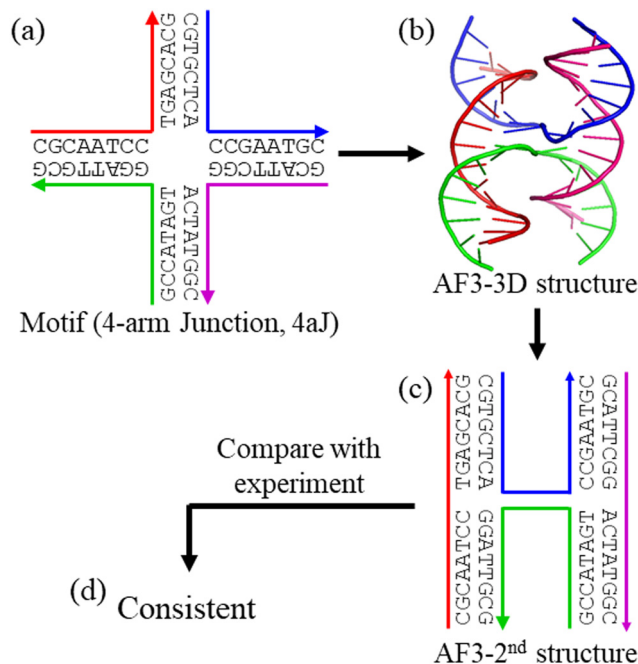 (a)
TGAGCACG
CGTGCTCA
CGCAATCC
GGATTGCG
CCGAATGC
GCATTCGG
GCCATAGT
ACTATGGC
Motif (4-arm Junction, 4aJ)
(b)
AF3-3D structure
(c)
TGAGCACG
CGTGCTCA
CCGAATGC
GCATTCGG
CGCAATCC
GGATTGCG
GCCATAGT
ACTATGGC
AF3-2nd structure
Compare with
experiment
(d)
Consistent